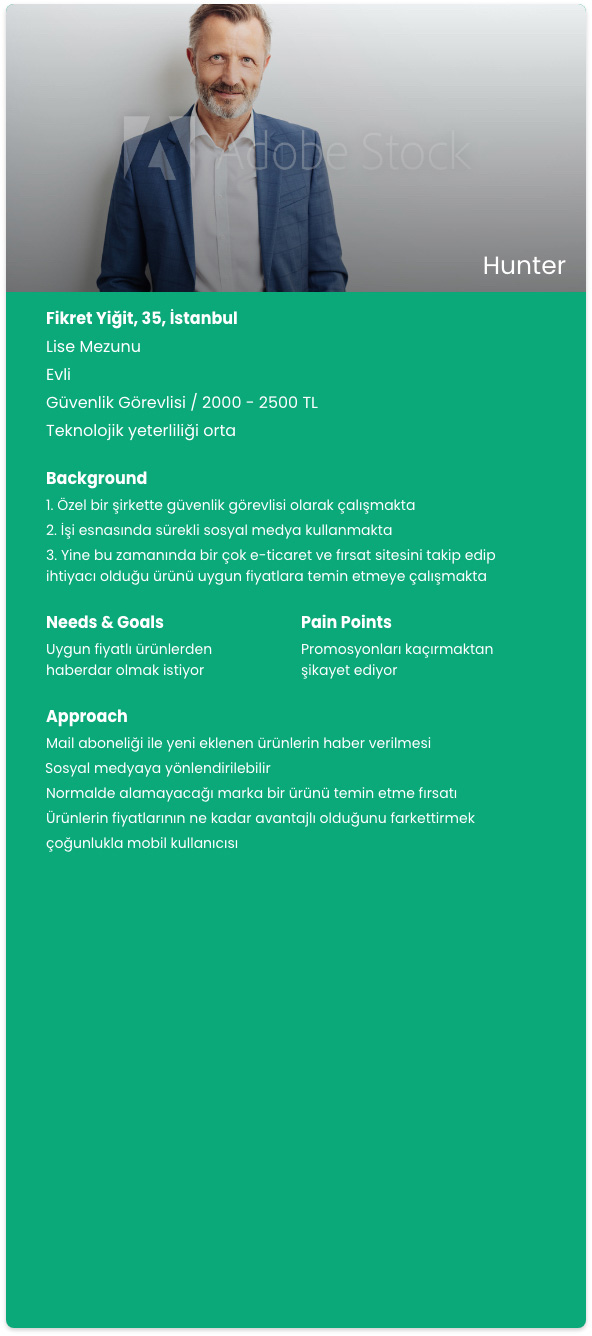 Adobe Stock
Hunter
Fikret Yiğit, 35, İstanbul
Lise Mezunu
Evli
Güvenlik Görevlisi / 2000 - 2500 TL
Teknolojik yeterliliği orta
Background
1. Özel bir şirkette güvenlik görevlisi olarak çalışmakta
2. İşi esnasında sürekli sosyal medya kullanmakta
3. Yine bu zamanında bir çok e-ticaret ve fırsat sitesini takip edip
ihtiyacı olduğu ürünü uygun fiyatlara temin etmeye çalışmakta
Needs & Goals
Uygun fiyatlı ürünlerden
haberdar olmak istiyor
Pain Points
Promosyonları kaçırmaktan
şikayet ediyor
Approach
Mail aboneliği ile yeni eklenen ürünlerin haber verilmesi
Sosyal medyaya yönlendirilebilir
Normalde alamayacağı marka bir ürünü temin etme fırsatı
Ürünlerin fiyatlarının ne kadar avantajlı olduğunu farkettirmek
çoğunlukla mobil kullanıcısı